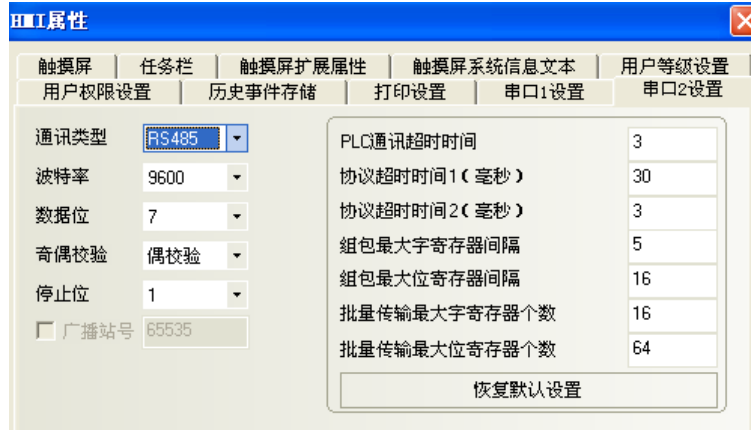 HMI属性
触摸屏 任务栏 触摸屏扩展属性 触摸屏系统信息文本 用户等级设置
用户权限设置 历史事件存储 打印设置 串口1设置 串口2设置
通讯类型 RS485
波特率 9600
数据位 7
奇偶校验 偶校验
停止位 1
广播站号 65535
PLC通讯超时时间 3
协议超时时间1(毫秒) 30
协议超时时间2(毫秒) 3
组包最大字寄存器间隔 5
组包最大位寄存器间隔 16
批量传输最大字寄存器个数 16
批量传输最大位寄存器个数 64
恢复默认设置